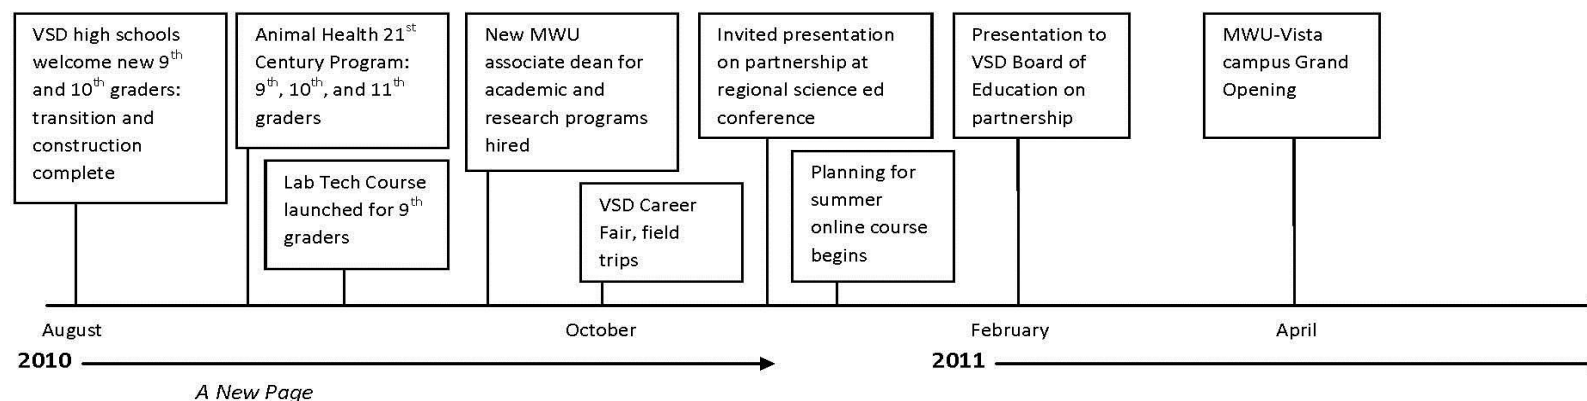 VSD high schools
welcome new 9th
and 10th graders:
transition and
construction
complete
Animal Health 21st
Century Program:
9th, 10th, and 11th
graders
Lab Tech Course
launched for 9th
graders
New MWU
associate dean for
academic and
research programs
hired
VSD Career
Fair, field
trips
Invited presentation
on partnership at
regional science ed
conference
Planning for
summer
online course
begins
Presentation to
VSD Board of
Education on
partnership
MWU-Vista
campus Grand
Opening
August
October
February
April
2010
2011
A New Page